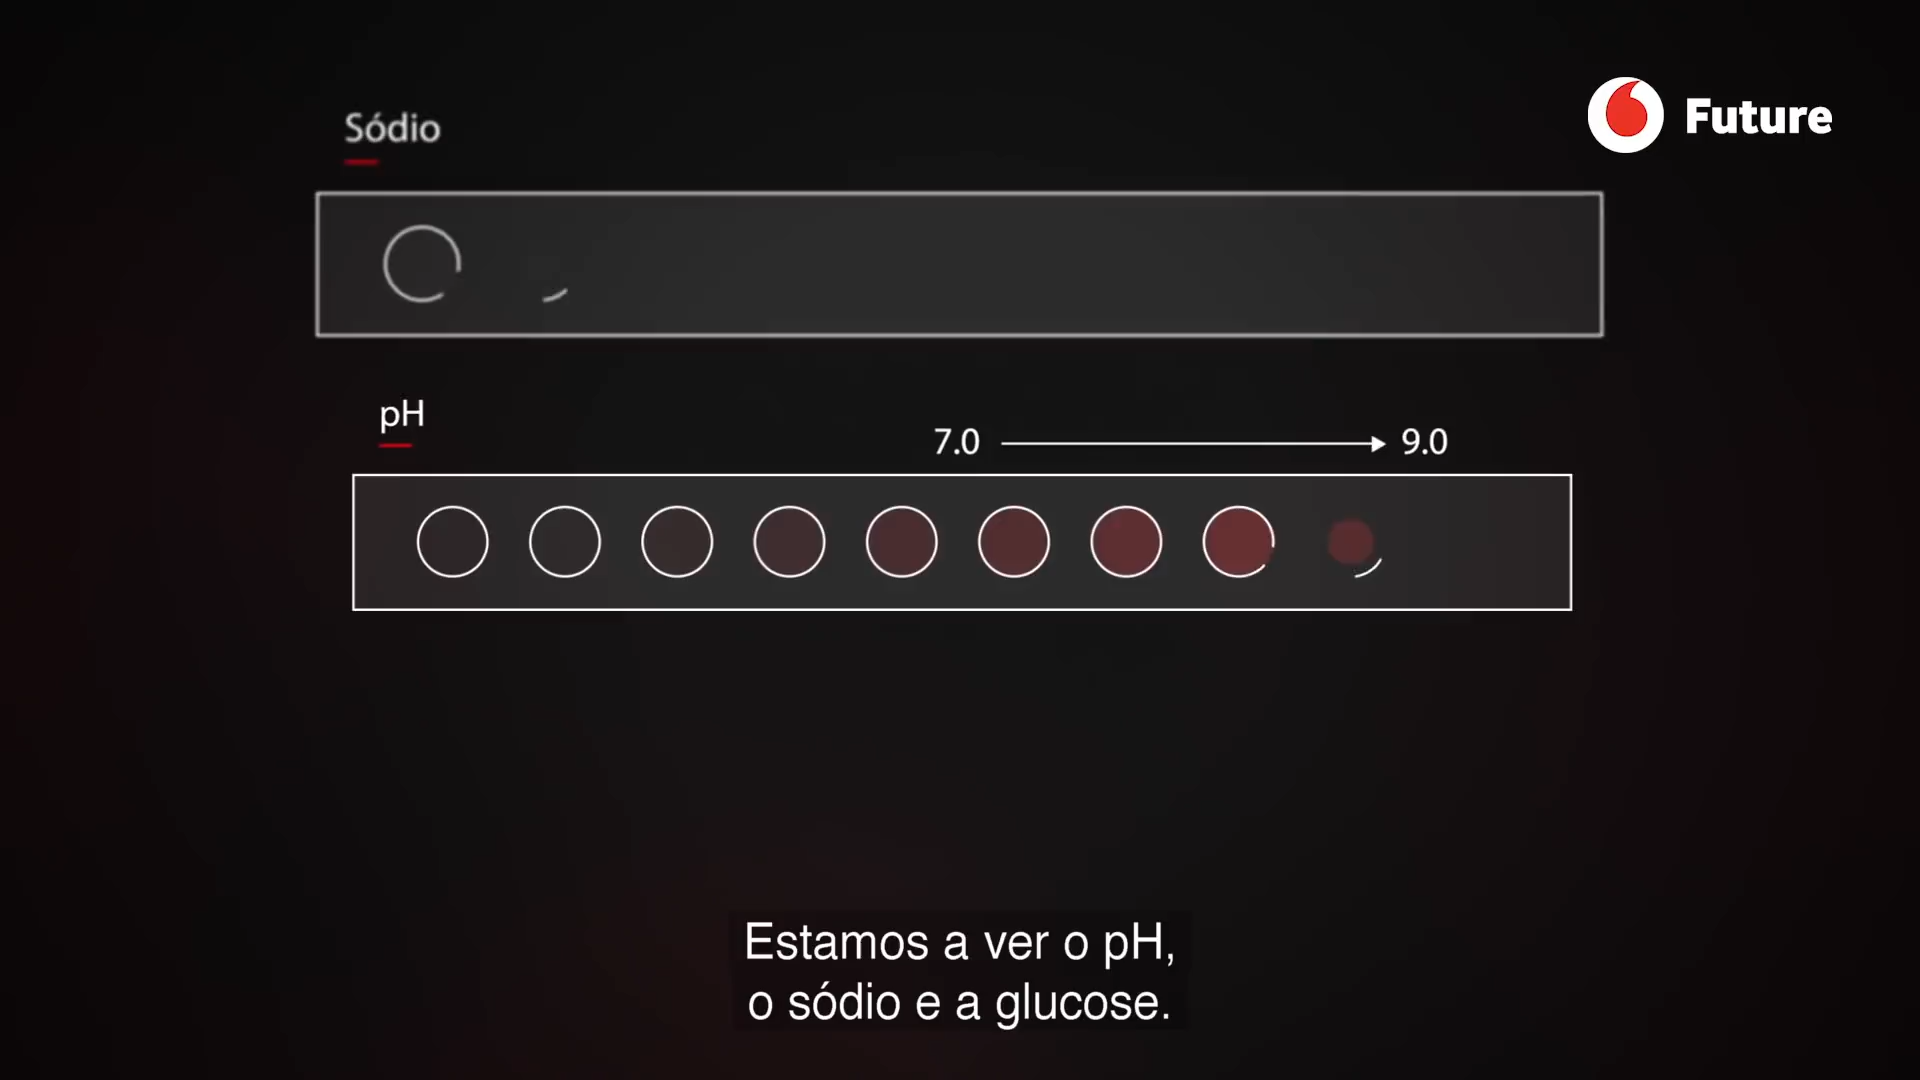 Sódio
Future
pH
7.0
9.0
Estamos a ver o pH,
o sódio e a glucose.